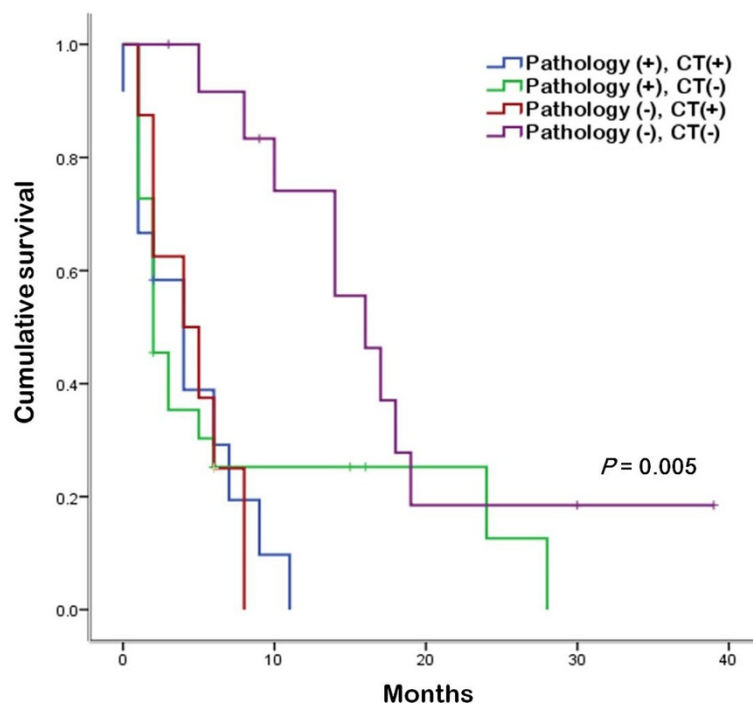 1.0
0.8
0.6
0.4
0.2
0.0
Cumulative survival
Pathology (+), CT(+)
Pathology (+), CT(-)
Pathology (-), CT(+)
Pathology (-), CT(-)
P = 0.005
0 10 20 30 40
Months